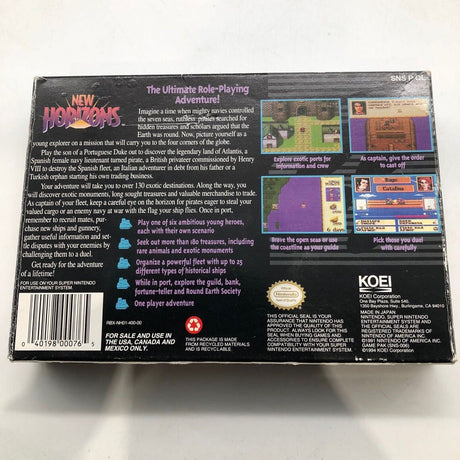 SNS P QL
NEW
HORIZONS
The Ultimate Role-Playing
Adventure!
Imagine a time when mighty navies controlled
the seven seas, ruthless pirates searched for
hidden treasures and scholars argued that the
Earth was round. Now, picture yourself as a
young explorer on a mission that will carry you to the four corners of the globe.
Play the son of a Portuguese Duke out to discover the legendary land of Atlantis, a
Spanish female navy lieutenant turned pirate, a British privateer commissioned by Henry
VIII to destroy the Spanish fleet, an Italian adventurer in debt from his father or a
Turkish orphan starting his own trading business.
Your adventure will take you to over 130 exotic destinations. Along the way, you
will discover exotic monuments, long sought treasures and valuable merchandise to trade.
As captain of your fleet, keep a careful eye on the horizon for pirates eager to steal your
valued cargo or an enemy navy at war with the flag your ship flies. Once in port,
remember to recruit mates, pur-
chase new ships and gunnery,
gather useful information and set-
tle disputes with your enemies by
challenging them to a duel.
Get ready for the adventure
of a lifetime!
Play one of six ambitious young heroes,
each with their own scenario
Seek out more than 180 treasures, including
rare animals and exotic monuments
Organize a powerful fleet with up to 25
different types of historical ships
While in port, explore the guild, bank,
fortune-teller and Round Earth Society
One player adventure
Explore exotic ports for
information and crew
As captain, give the order
to cast off
6 days
Catalina
Brave the open seas or use
the coastline as your guide
Pick those you duel
with carefully
FOR USE ON YOUR SUPER NINTENDO
ENTERTAINMENT SYSTEM
0 40198 00076 5
REX-NH01-400-00
FOR SALE AND USE IN
THE USA, CANADA AND
MEXICO ONLY.
THIS PACKAGE IS MADE
FROM RECYCLED MATERIALS
AND IS RECYCLABLE.
Nintendo
THIS OFFICIAL SEAL IS YOUR
ASSURANCE THAT NINTENDO HAS
APPROVED THE QUALITY OF THIS
PRODUCT. ALWAYS LOOK FOR THIS
SEAL WHEN BUYING GAMES AND
ACCESSORIES TO ENSURE COMPLETE
COMPATIBILITY WITH YOUR SUPER
NINTENDO ENTERTAINMENT SYSTEM.
KOEI
KOEI Corporation
One Bay Plaza, Suite 540,
1350 Bayshore Hwy., Burlingame, CA 94010
MADE IN JAPAN
NINTENDO, SUPER NINTENDO
ENTERTAINMENT SYSTEM AND
THE OFFICIAL SEALS ARE
REGISTERED TRADEMARKS OF
NINTENDO OF AMERICA INC.
©1991 NINTENDO OF AMERICA INC.
GAME PAK (SNS-006)
©1994 KOEI Corporation